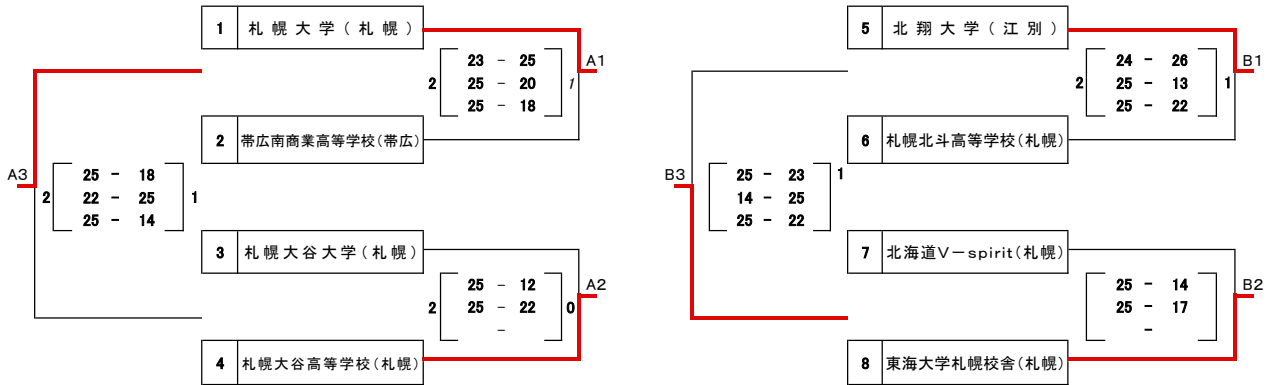 1 札幌大学(札幌)
23 - 25 A1
2 25 - 20 1
25 - 18
2 帯広南商業高等学校(帯広)
A3
25 - 18
2 22 - 25 1
25 - 14
3 札幌大谷大学(札幌)
25 - 12 A2
2 25 - 22 0
-
4 札幌大谷高等学校(札幌)
5 北翔大学(江別)
24 - 26 B1
2 25 - 13 1
25 - 22
6 札幌北斗高等学校(札幌)
B3
25 - 23 1
14 - 25
25 - 22
7 北海道V-spirit(札幌)
25 - 14 B2
25 - 17
-
8 東海大学札幌校舎(札幌)